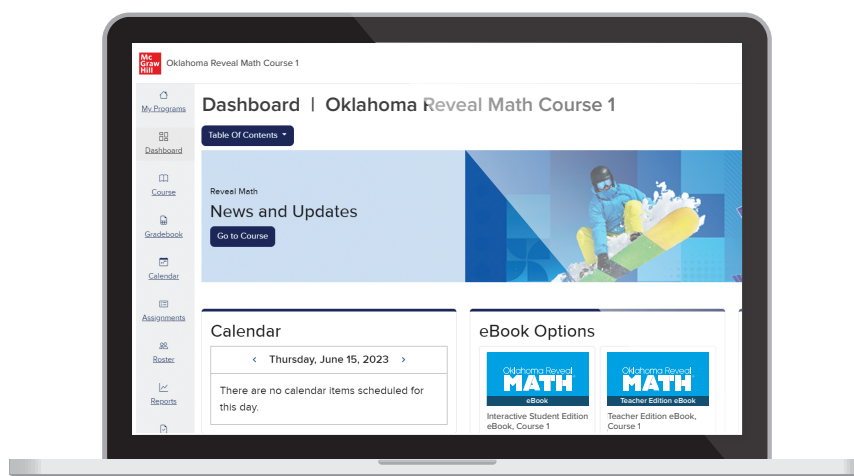 Mc
Graw
Hill
Oklahoma Reveal Math Course 1
My Programs
Dashboard
Course
Gradebook
Calendar
Assignments
Roster
Reports
Dashboard | Oklahoma Reveal Math Course 1
Table Of Contents
Reveal Math
News and Updates
Go to Course
Calendar
‹ Thursday, June 15, 2023 ›
There are no calendar items scheduled for
this day.
eBook Options
Oklahoma Reveal
MATH
eBook
Interactive Student Edition
eBook, Course 1
Oklahoma Reveal
MATH
Teacher Edition eBook
Teacher Edition eBook,
Course 1